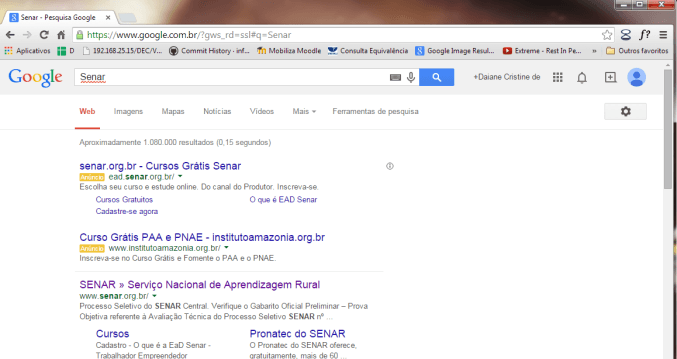 Senar - Pesquisa Google
https://www.google.com.br/?gws_rd=ssl#q=Senar
Aplicativos D 192.168.25.15/DEC/V... Commit History - inf... Mobiliza Moodle Consulta Equivalência Google Image Resul... Extreme - Rest In Pe... » Outros favoritos
Google Senar +Daiane Cristine de
Web Imagens Mapas Notícias Vídeos Mais Ferramentas de pesquisa
Aproximadamente 1.080.000 resultados (0,15 segundos)
senar.org.br - Cursos Grátis Senar
Anúncio ead.senar.org.br/
Escolha seu curso e estude online. Do canal do Produtor. Inscreva-se.
Cursos Gratuitos O que é EAD Senar
Cadastre-se agora
Curso Grátis PAA e PNAE - institutoamazonia.org.br
Anúncio www.institutoamazonia.org.br/
Inscreva-se no Curso Grátis e Fomente o PAA e o PNAE.
SENAR » Serviço Nacional de Aprendizagem Rural
www.senar.org.br/
Processo Seletivo do SENAR Central. Verifique o Gabarito Oficial Preliminar – Prova
Objetiva referente à Avaliação Técnica do Processo Seletivo SENAR nº ...
Cursos Pronatec do SENAR
Cadastro - O que é a EaD Senar - O Pronatec do SENAR oferece,
Trabalhador Empreendedor gratuitamente, mais de 60 ...